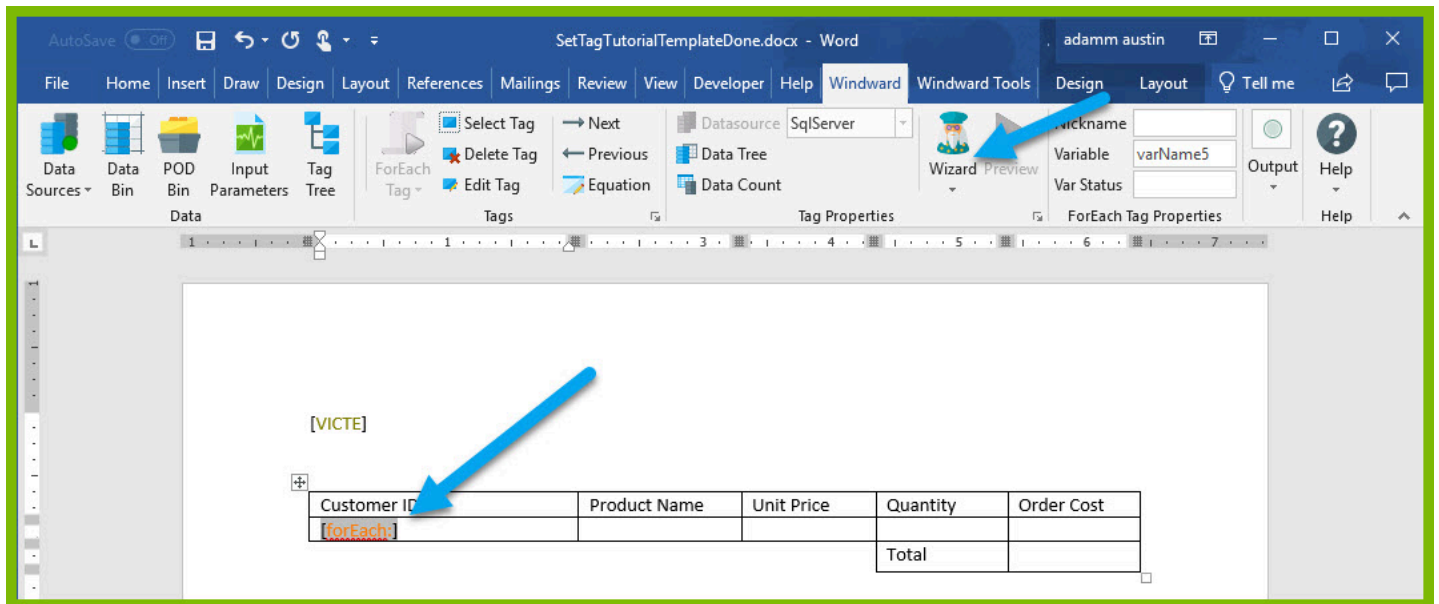 AutoSave Off SetTagTutorialTemplateDone.docx - Word adamm austin
File Home Insert Draw Design Layout References Mailings Review View Developer Help Windward Windward Tools Design Layout Tell me
Select Tag Next Datasource SqlServer Nickname
Delete Tag Previous Data Tree Variable varName5
Edit Tag Equation Data Count Var Status
Data Sources Data Bin POD Bin Input Parameters Tag Tree ForEach Tag Wizard Preview Output Help
Data Tags Tag Properties ForEach Tag Properties Help
L 1 1 3 4 5 6 7
1
[VICTE]
Customer ID Product Name Unit Price Quantity Order Cost
[forEach:]
Total